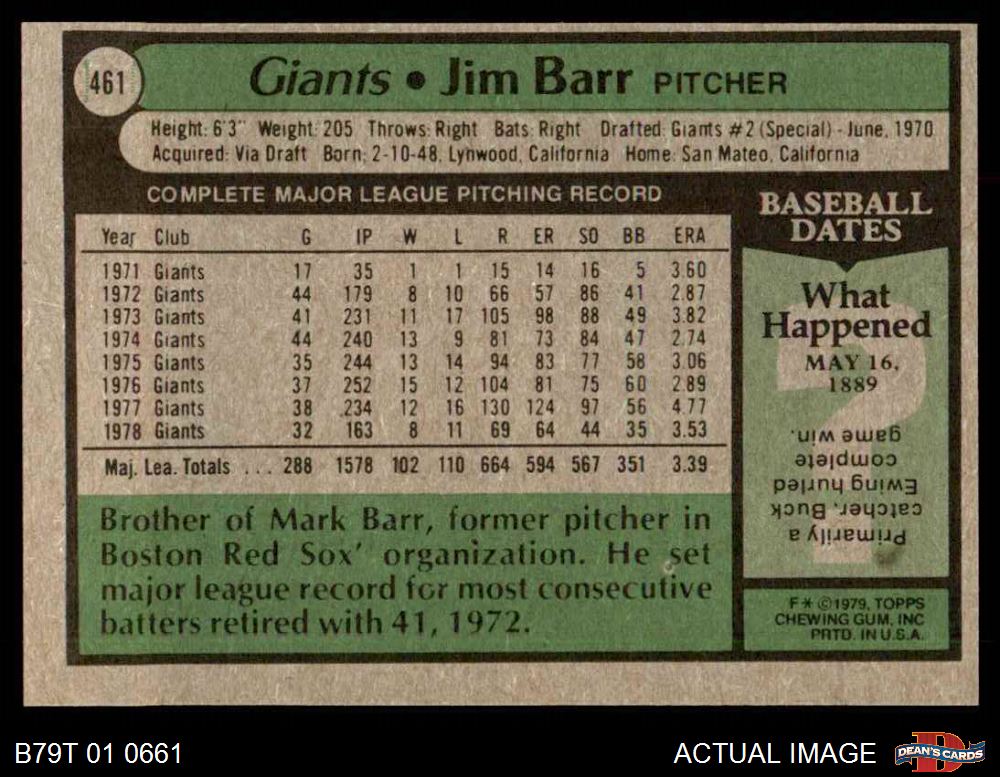 461
Giants • Jim Barr PITCHER
Height: 6'3" Weight: 205 Throws: Right Bats: Right Drafted: Giants #2 (Special) - June, 1970
Acquired: Via Draft Born: 2-10-48, Lynwood, California Home: San Mateo, California
COMPLETE MAJOR LEAGUE PITCHING RECORD
Year Club G IP W L R ER SO BB ERA
1971 Giants 17 35 1 1 15 14 16 5 3.60
1972 Giants 44 179 8 10 66 57 86 41 2.87
1973 Giants 41 231 11 17 105 98 88 49 3.82
1974 Giants 44 240 13 9 81 73 84 47 2.74
1975 Giants 35 244 13 14 94 83 77 58 3.06
1976 Giants 37 252 15 12 104 81 75 60 2.89
1977 Giants 38 234 12 16 130 124 97 56 4.77
1978 Giants 32 163 8 11 69 64 44 35 3.53
Maj. Lea. Totals ... 288 1578 102 110 664 594 567 351 3.39
Brother of Mark Barr, former pitcher in
Boston Red Sox' organization. He set
major league record for most consecutive
batters retired with 41, 1972.
BASEBALL
DATES
What
Happened
MAY 16,
1889
?
Primarily a
catcher, Buck
Ewing hurled
complete
game win.
F* ©1979, TOPPS
CHEWING GUM, INC
PRTD. IN U.S.A.
B79T 01 0661
ACTUAL IMAGE
D
DEAN'S CARDS